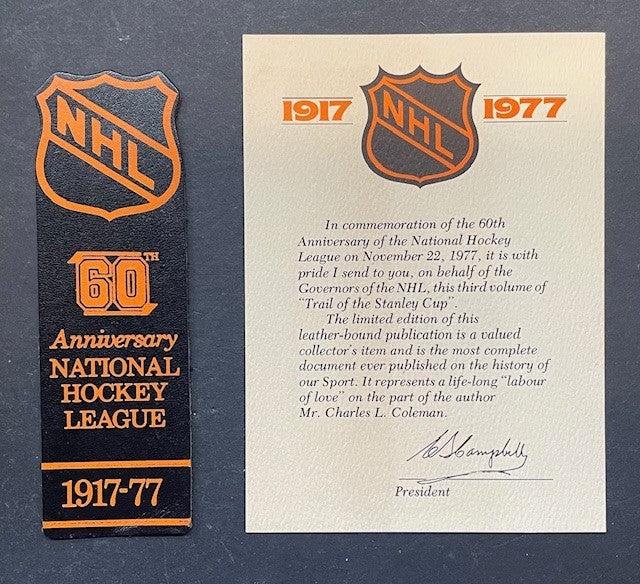 NHL
60TH
Anniversary
NATIONAL
HOCKEY
LEAGUE
1917-77
1917 NHL 1977
In commemoration of the 60th
Anniversary of the National Hockey
League on November 22, 1977, it is with
pride I send to you, on behalf of the
Governors of the NHL, this third volume of
"Trail of the Stanley Cup".
The limited edition of this
leather-bound publication is a valued
collector's item and is the most complete
document ever published on the history of
our Sport. It represents a life-long "labour
of love" on the part of the author
Mr. Charles L. Coleman.
CSCampbell
President